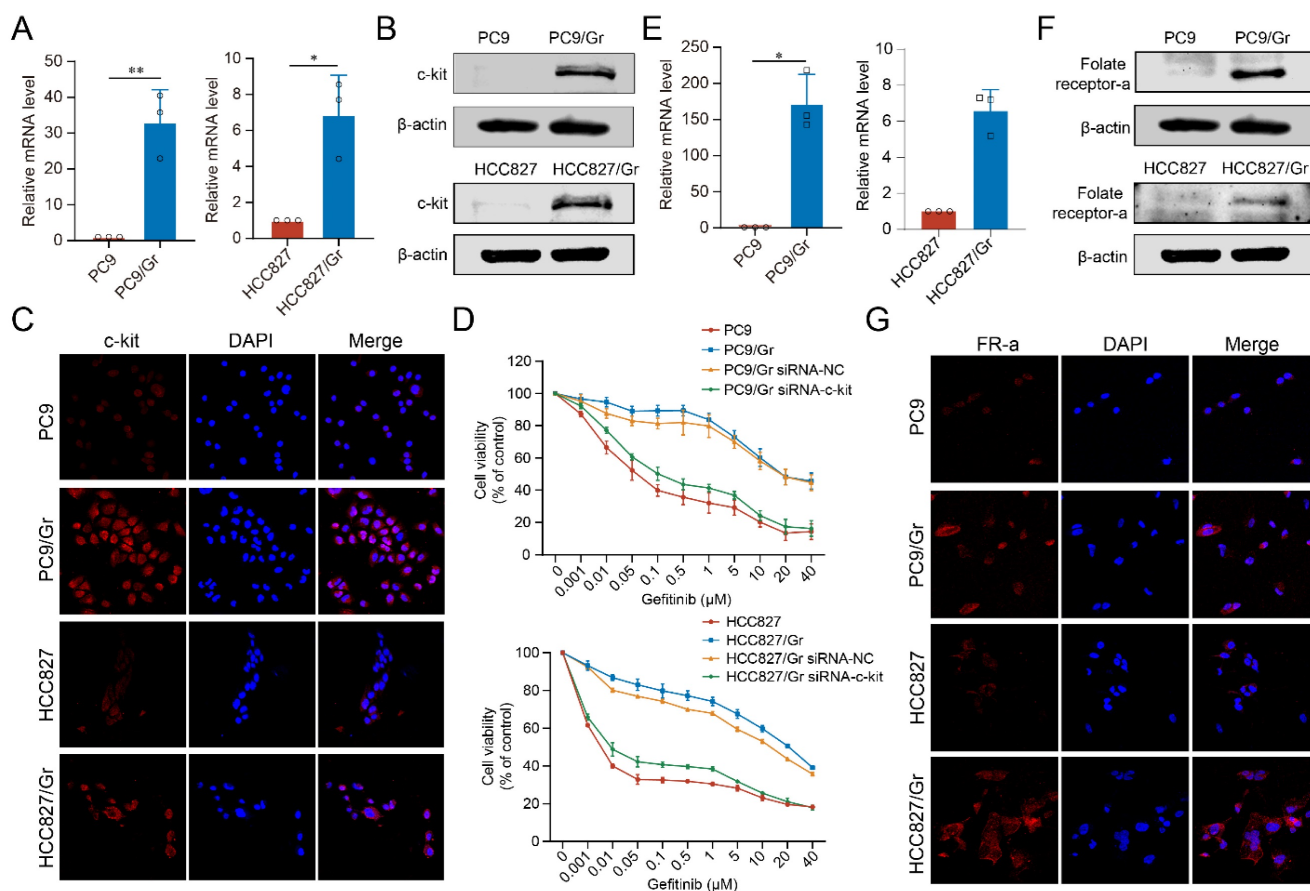 A
Relative mRNA level
50
40
30
20
10
0
**
PC9
PC9/Gr
Relative mRNA level
10
8
6
4
2
0
*
HCC827
HCC827/Gr
B
PC9 PC9/Gr
c-kit
β-actin
HCC827 HCC827/Gr
c-kit
β-actin
E
Relative mRNA level
250
200
150
100
50
0
*
PC9
PC9/Gr
Relative mRNA level
10
8
6
4
2
0
HCC827
HCC827/Gr
F
PC9 PC9/Gr
Folate
receptor-a
β-actin
HCC827 HCC827/Gr
Folate
receptor-a
β-actin
C
c-kit DAPI Merge
PC9
PC9/Gr
HCC827
HCC827/Gr
D
PC9
PC9/Gr
PC9/Gr siRNA-NC
PC9/Gr siRNA-c-kit
Cell viability
(% of control)
120
100
80
60
40
20
0
0 0.001 0.01 0.05 0.1 0.5 1 5 10 20 40
Gefitinib (μM)
HCC827
HCC827/Gr
HCC827/Gr siRNA-NC
HCC827/Gr siRNA-c-kit
Cell viability
(% of control)
100
80
60
40
20
0
0 0.001 0.01 0.05 0.1 0.5 1 5 10 20 40
Gefitinib (μM)
G
FR-a DAPI Merge
PC9
PC9/Gr
HCC827
HCC827/Gr